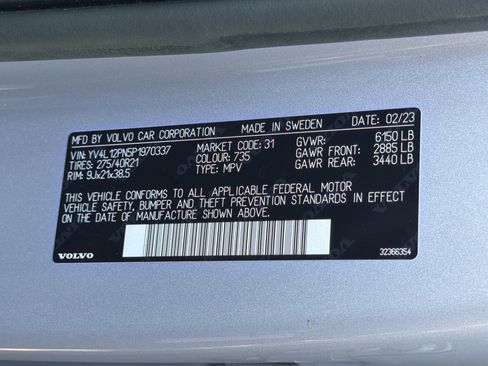 MFD BY VOLVO CAR CORPORATION MADE IN SWEDEN DATE: 02/23
VIN: YV4L12PN5P1970337 MARKET CODE: 31 GVWR: 6150 LB
TIRES: 275/40R21 COLOUR: 735 GAWR FRONT: 2885 LB
RIM: 9Jx21x38.5 TYPE: MPV GAWR REAR: 3440 LB
THIS VEHICLE CONFORMS TO ALL APPLICABLE FEDERAL MOTOR
VEHICLE SAFETY, BUMPER AND THEFT PREVENTION STANDARDS IN EFFECT
ON THE DATE OF MANUFACTURE SHOWN ABOVE.
VOLVO 32366354